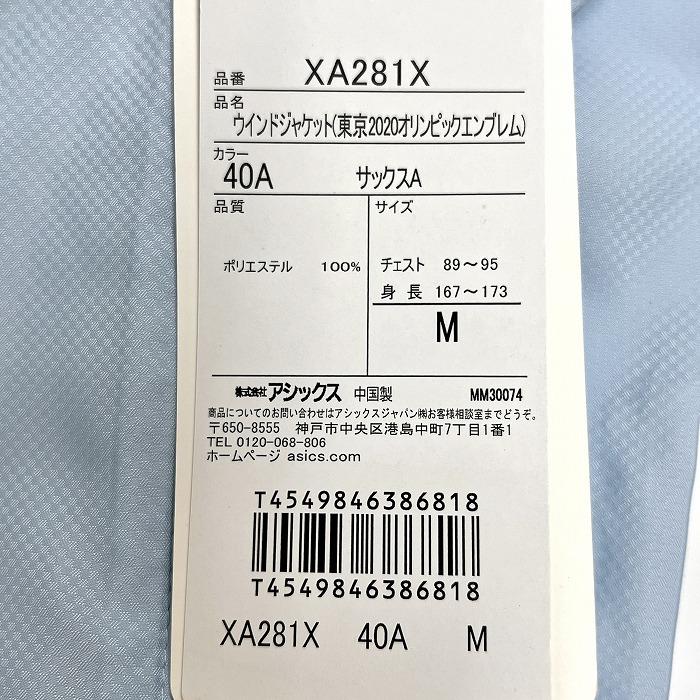 品番 XA281X
品名
ウインドジャケット(東京2020オリンピックエンブレム)
カラー
40A サックスA
品質 サイズ
ポリエステル 100% チェスト 89～95
身長 167～173
M
株式会社アシックス 中国製 MM30074
商品についてのお問い合わせはアシックスジャパン㈱お客様相談室までどうぞ。
〒650-8555 神戸市中央区港島中町7丁目1番1
TEL 0120-068-806
ホームページ asics.com
T4549846386818
T4549846386818
XA281X 40A M